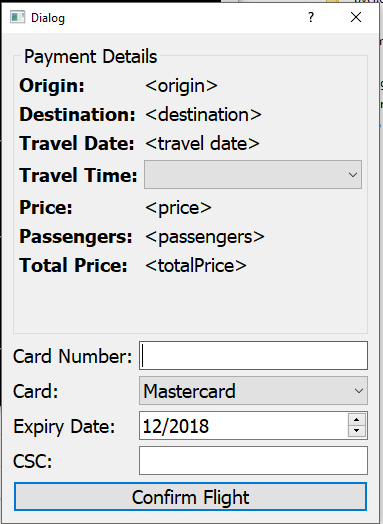 Dialog
Payment Details
Origin: <origin>
Destination: <destination>
Travel Date: <travel date>
Travel Time:
Price: <price>
Passengers: <passengers>
Total Price: <totalPrice>
Card Number:
Card: Mastercard
Expiry Date: 12/2018
CSC:
Confirm Flight